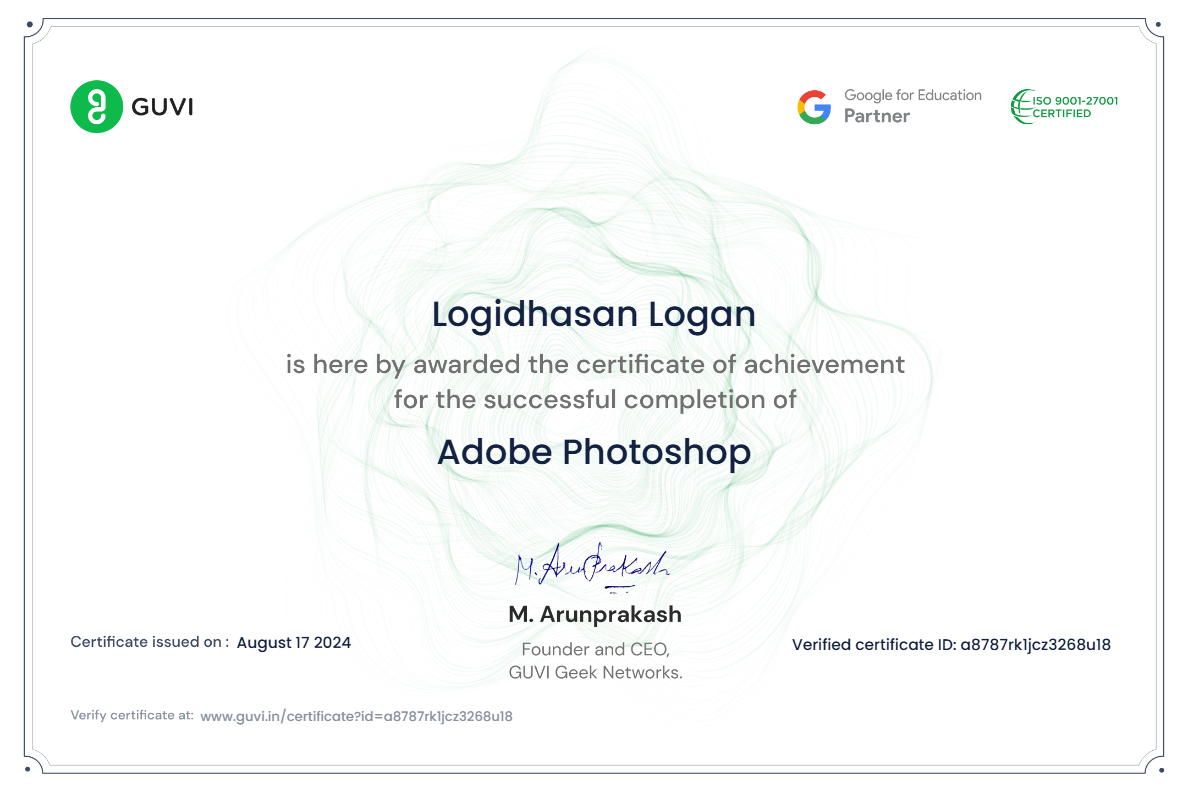 GUVI
Google for Education
Partner
ISO 9001-27001
CERTIFIED
Logidhasan Logan
is here by awarded the certificate of achievement
for the successful completion of
Adobe Photoshop
M. Arunprakash
M. Arunprakash
Founder and CEO,
GUVI Geek Networks.
Certificate issued on : August 17 2024
Verified certificate ID: a8787rk1jcz3268u18
Verify certificate at: www.guvi.in/certificate?id=a8787rk1jcz3268u18